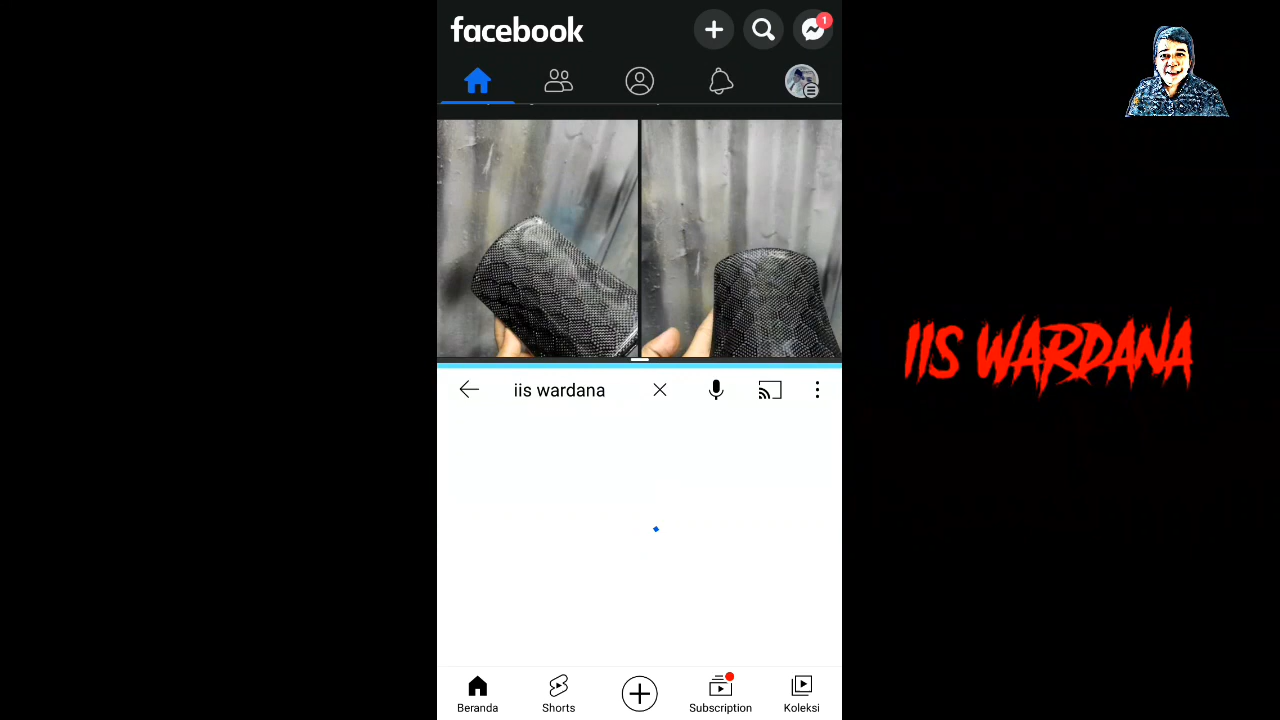 facebook
1
IIS WARDANA
iis wardana
Beranda
Shorts
Subscription
Koleksi